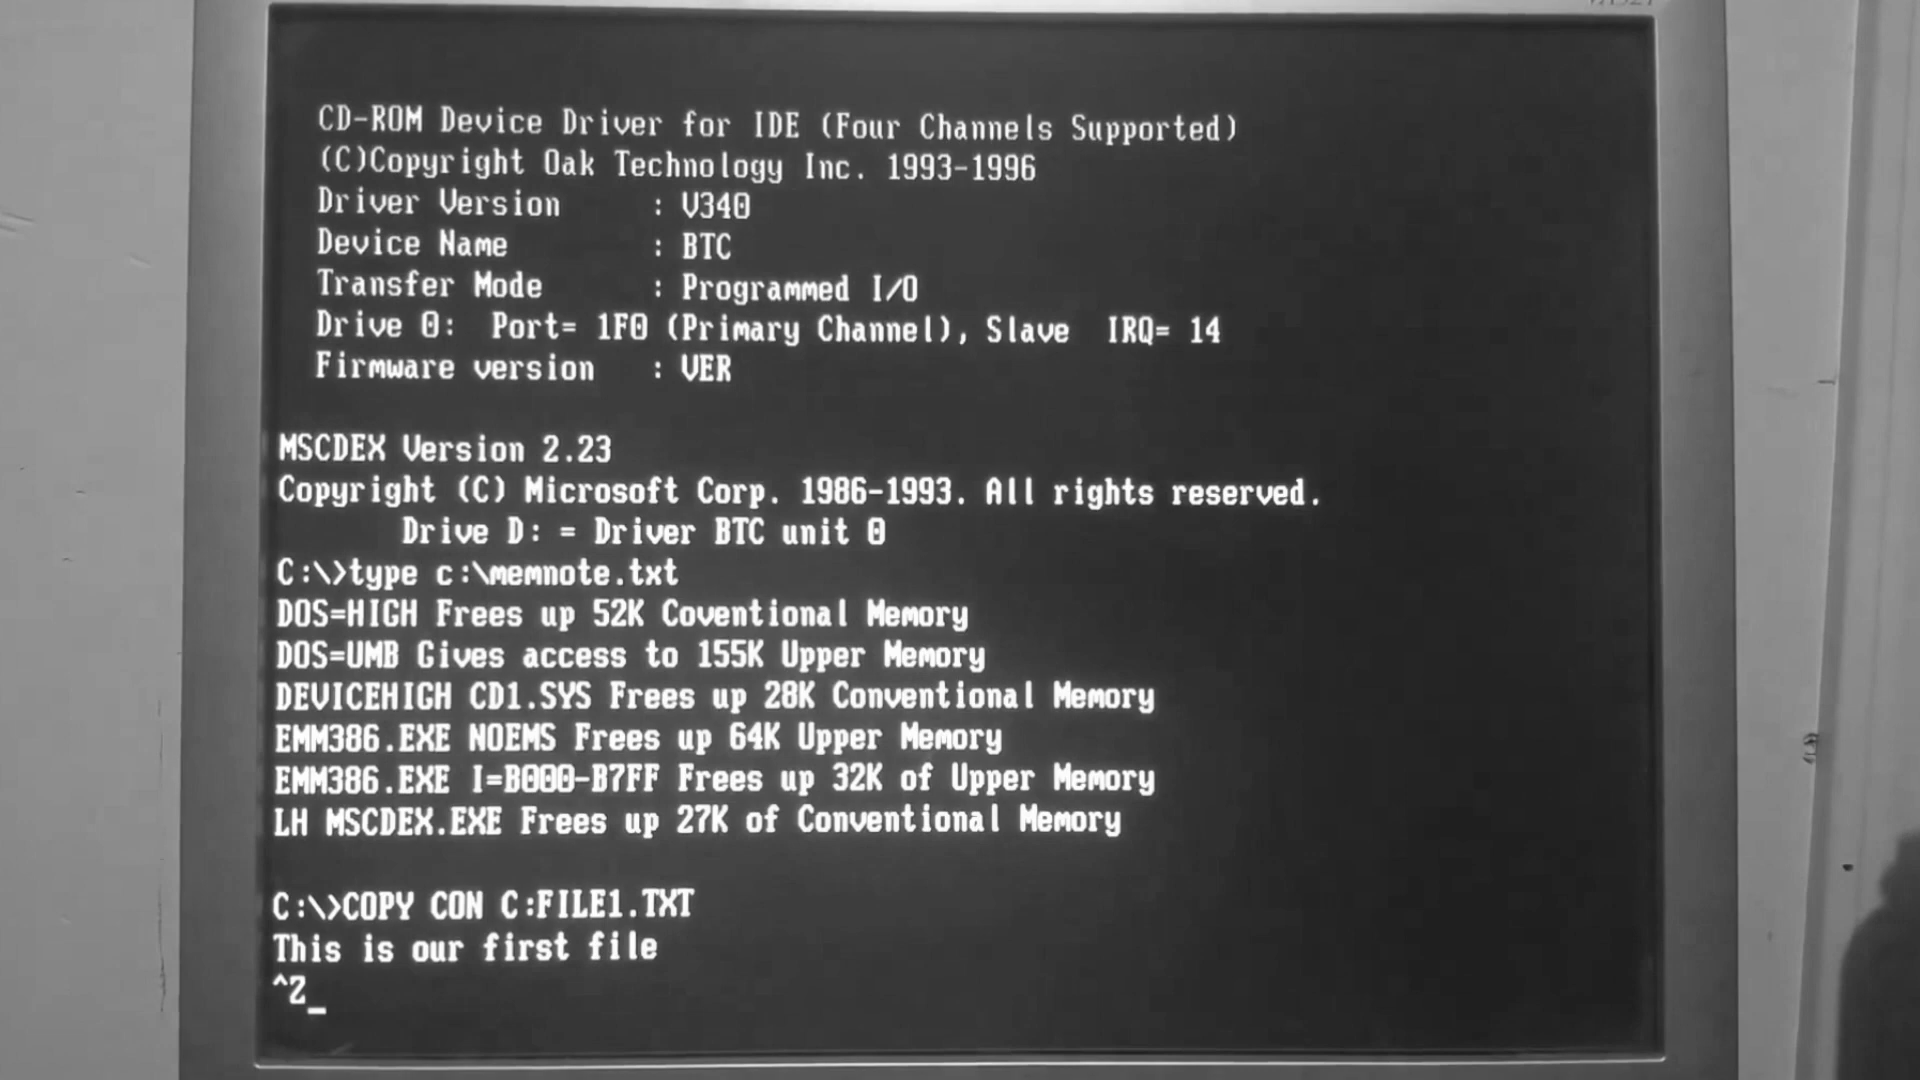 CD-ROM Device Driver for IDE (Four Channels Supported)
(C)Copyright Oak Technology Inc. 1993-1996
Driver Version : V340
Device Name : BTC
Transfer Mode : Programmed I/O
Drive 0: Port= 1F0 (Primary Channel), Slave IRQ= 14
Firmware version : VER
MSCDEX Version 2.23
Copyright (C) Microsoft Corp. 1986-1993. All rights reserved.
Drive D: = Driver BTC unit 0
C:\>type c:\memnote.txt
DOS=HIGH Frees up 52K Coventional Memory
DOS=UMB Gives access to 155K Upper Memory
DEVICEHIGH CD1.SYS Frees up 28K Conventional Memory
EMM386.EXE NOEMS Frees up 64K Upper Memory
EMM386.EXE I=B000-B7FF Frees up 32K of Upper Memory
LH MSCDEX.EXE Frees up 27K of Conventional Memory
C:\>COPY CON C:FILE1.TXT
This is our first file
^Z_